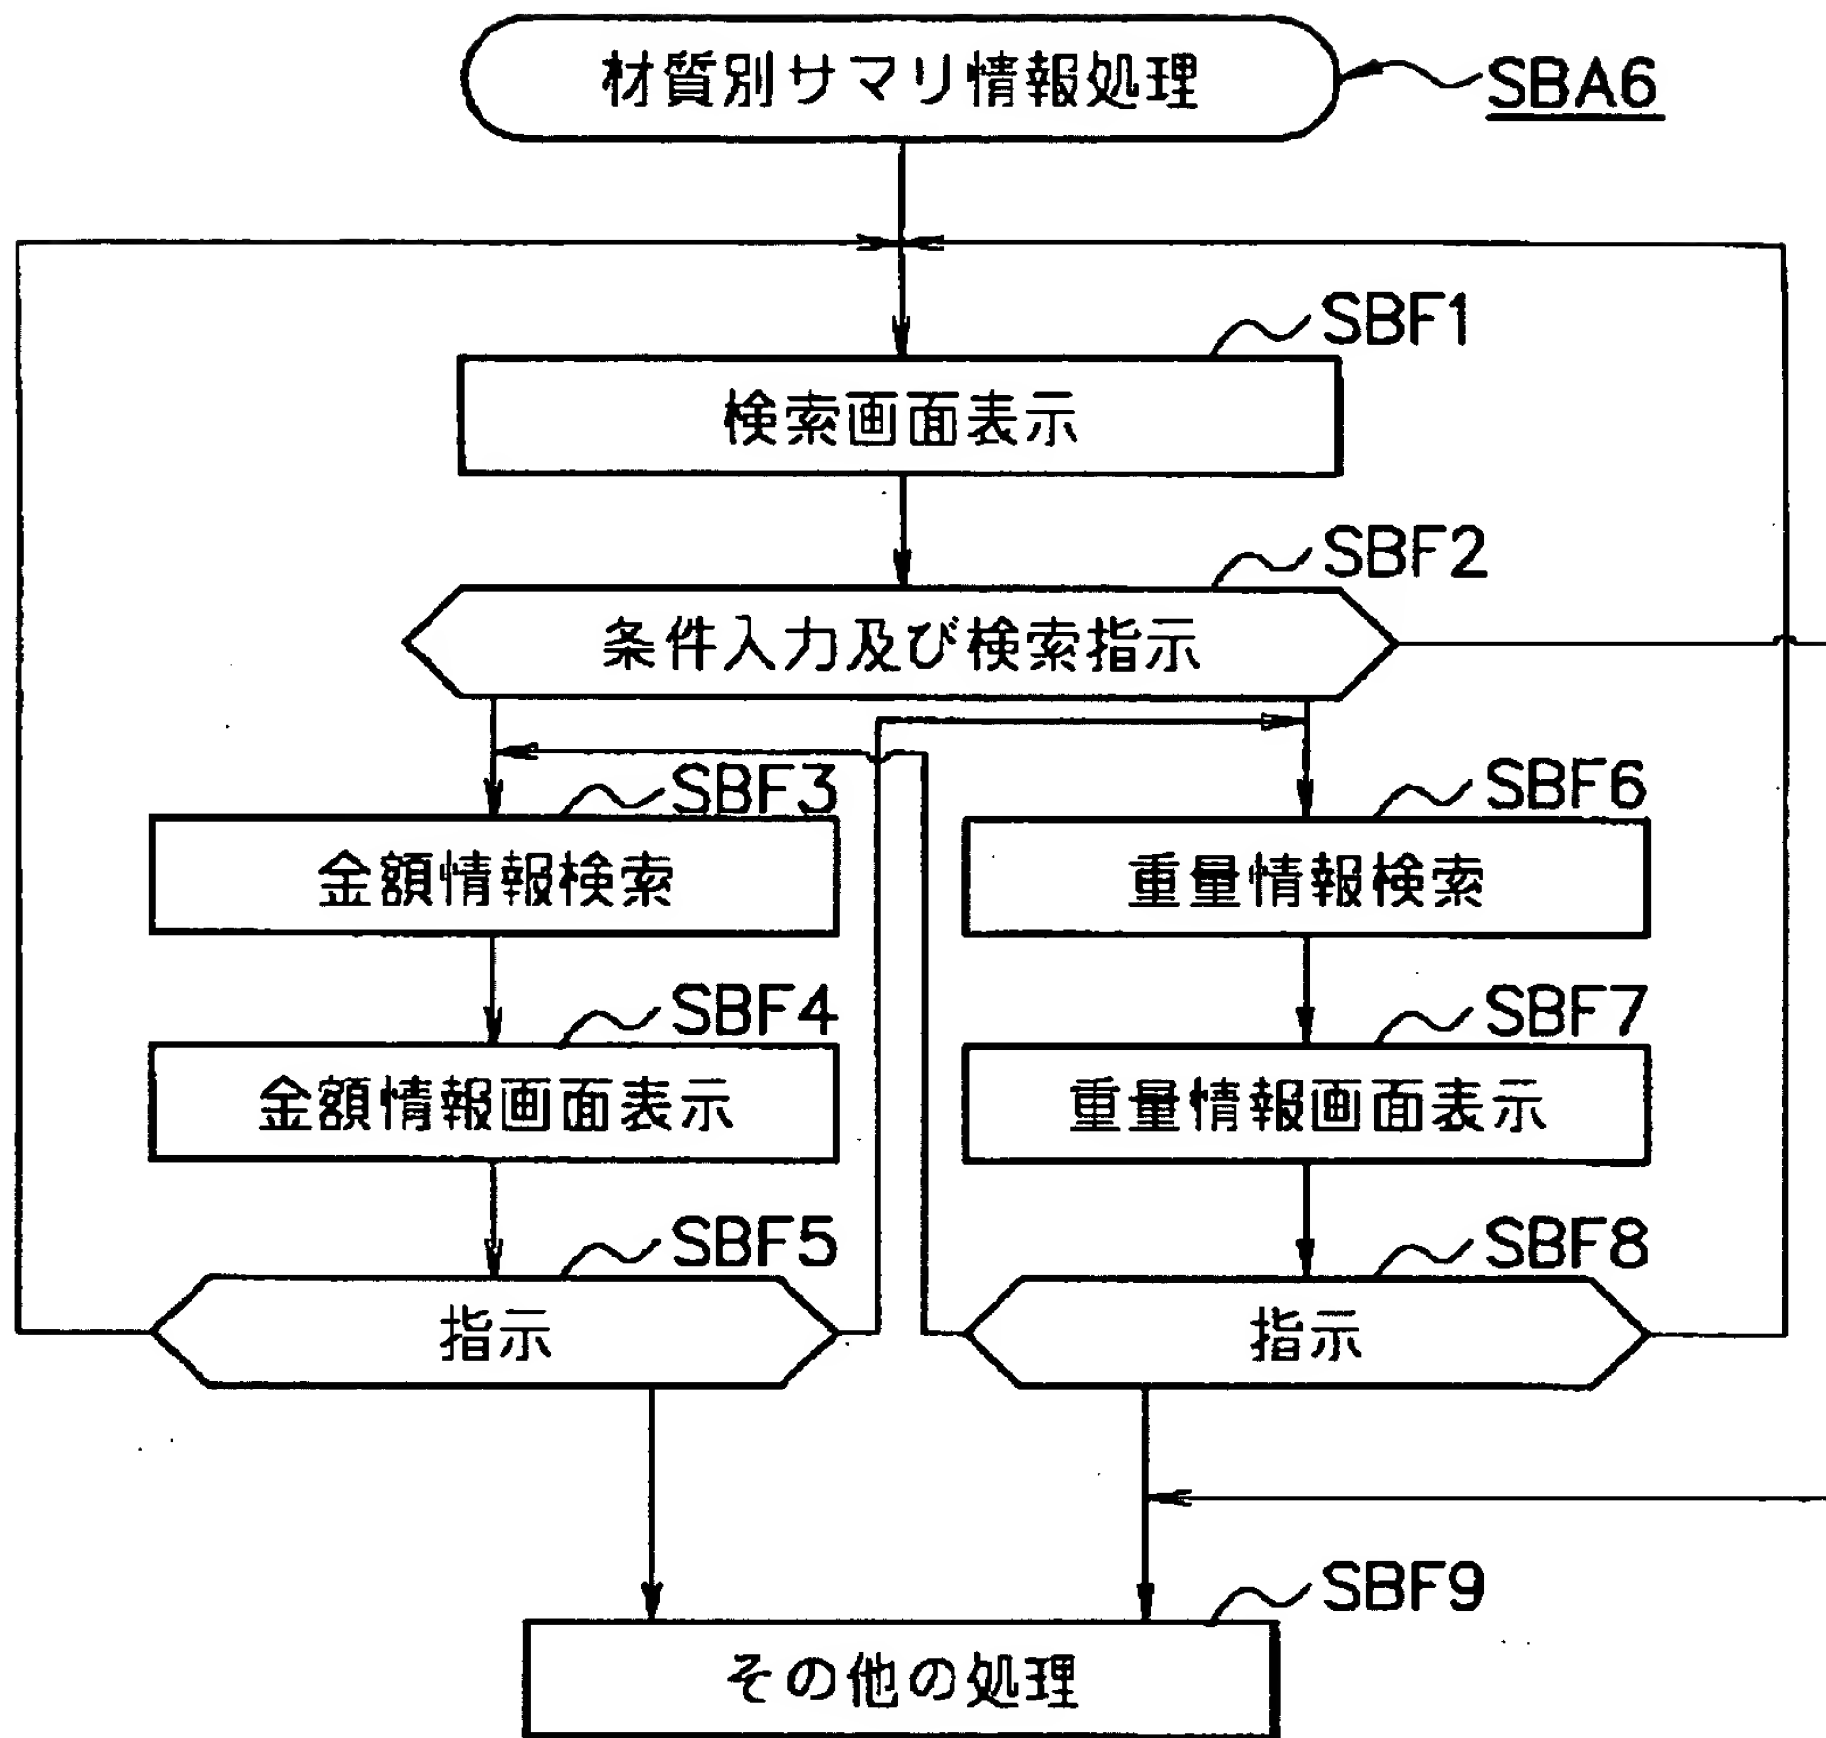 材質別サマリ情報処理
SBA6
SBF1
検索画面表示
SBF2
条件入力及び検索指示
SBF3
金額情報検索
SBF6
重量情報検索
SBF4
金額情報画面表示
SBF7
重量情報画面表示
SBF5
指示
SBF8
指示
SBF9
その他の処理